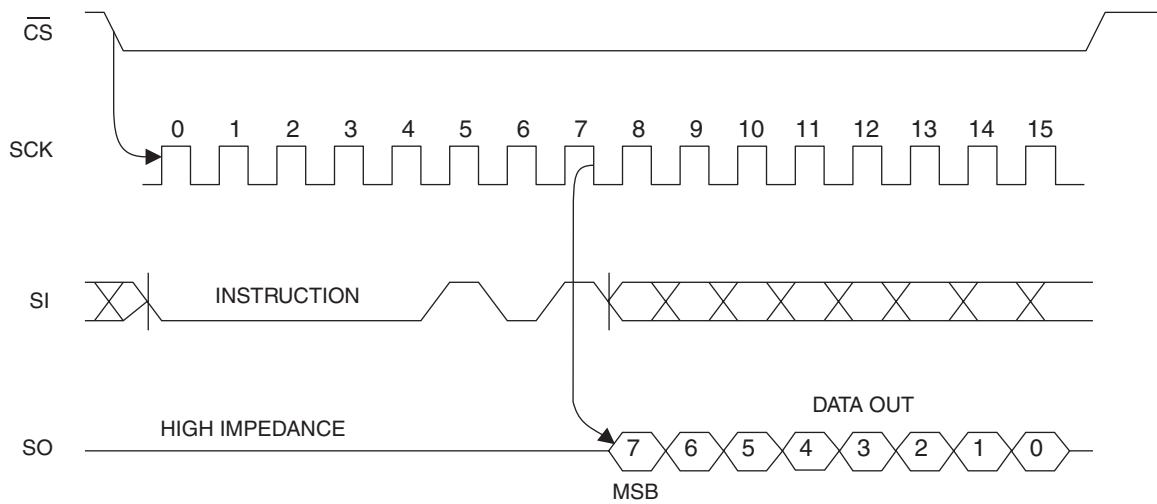 CS
SCK
0 1 2 3 4 5 6 7 8 9 10 11 12 13 14 15
SI
INSTRUCTION
SO
HIGH IMPEDANCE
DATA OUT
7 6 5 4 3 2 1 0
MSB